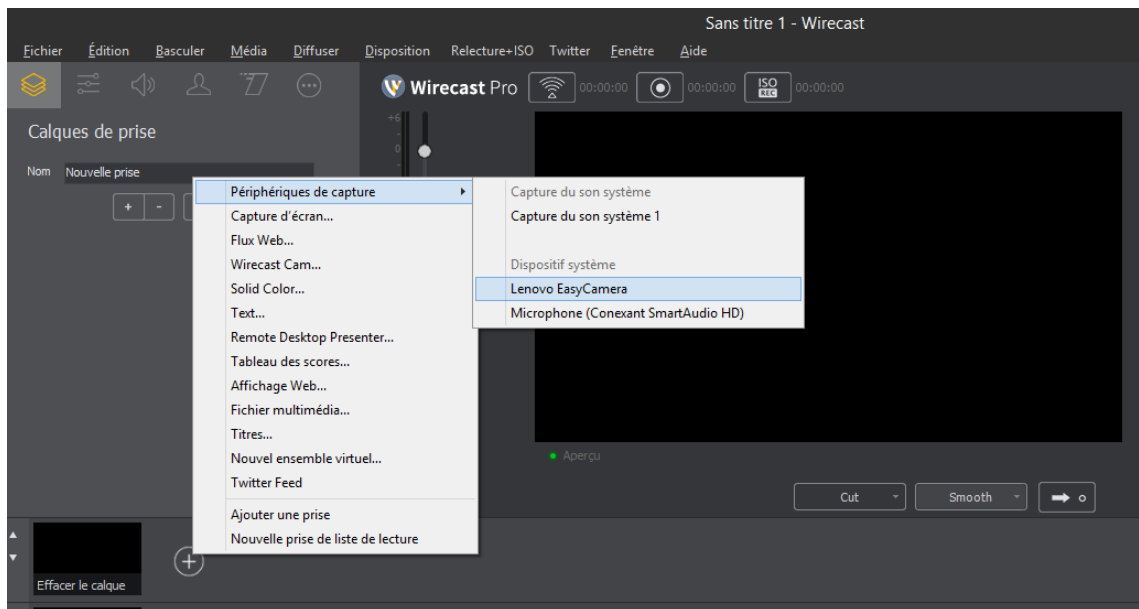 Sans titre 1 - Wirecast
Fichier Édition Basculer Média Diffuser Disposition Relecture+ISO Twitter Fenêtre Aide
Wirecast Pro 00:00:00 00:00:00 ISO REC 00:00:00
Calques de prise
+6
0
Nom Nouvelle prise
+ -
Périphériques de capture
Capture d'écran...
Flux Web...
Wirecast Cam...
Solid Color...
Text...
Remote Desktop Presenter...
Tableau des scores...
Affichage Web...
Fichier multimédia...
Titres...
Nouvel ensemble virtuel...
Twitter Feed
Ajouter une prise
Nouvelle prise de liste de lecture
Capture du son système
Capture du son système 1
Dispositif système
Lenovo EasyCamera
Microphone (Conexant SmartAudio HD)
Aperçu
Cut Smooth
Effacer le calque